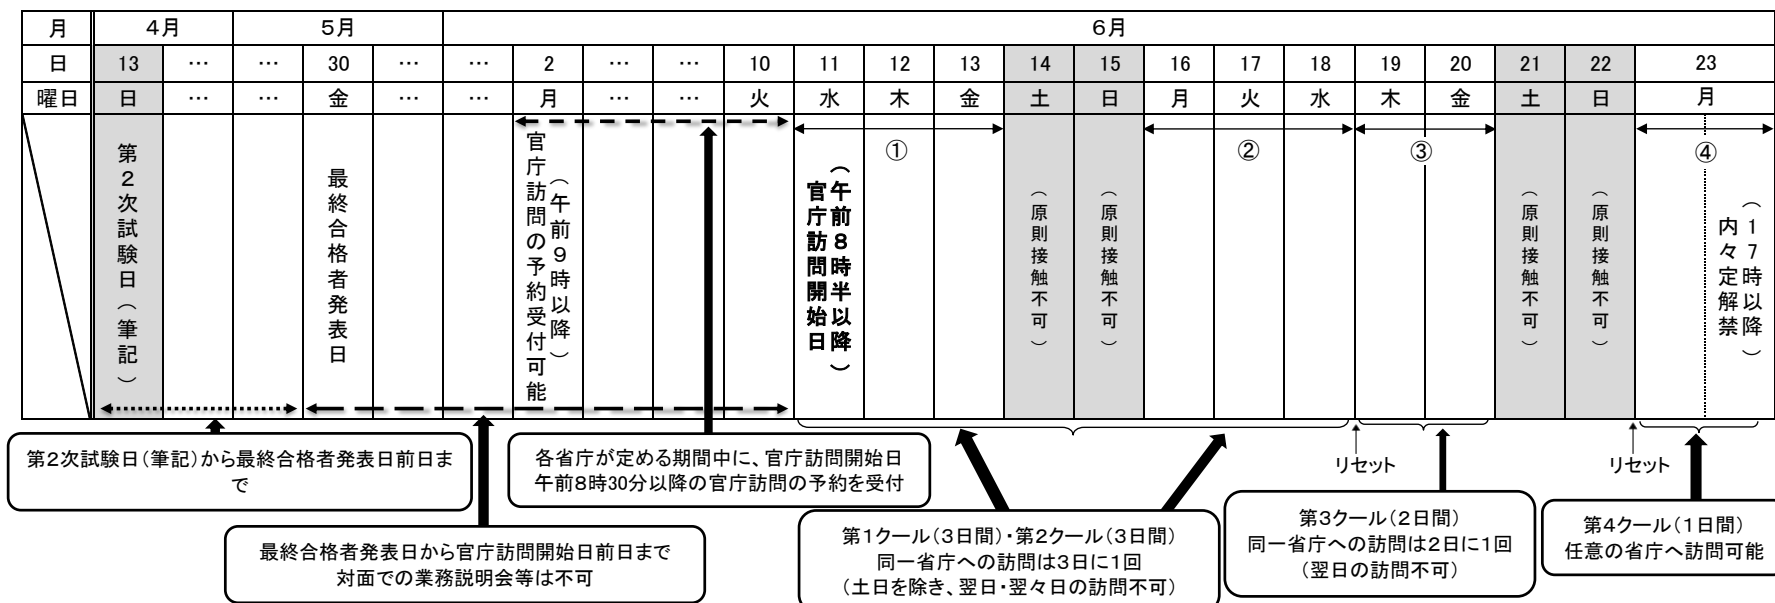 月 4月 5月 6月
日 13 … … 30 … … 2 … … 10 11 12 13 14 15 16 17 18 19 20 21 22 23
曜日 日 … … 金 … … 月 … … 火 水 木 金 土 日 月 火 水 木 金 土 日 月
第2次試験日(筆記)
最終合格者発表日
官庁訪問の予約受付可能
(午前9時以降)
官庁訪問開始日
(午前8時半以降)
①
(原則接触不可)
(原則接触不可)
②
③
(原則接触不可)
(原則接触不可)
④
内々定解禁
(17時以降)
第2次試験日(筆記)から最終合格者発表日前日ま
で
各省庁が定める期間中に、官庁訪問開始日
午前8時30分以降の官庁訪問の予約を受付
最終合格者発表日から官庁訪問開始日前日まで
対面での業務説明会等は不可
第1クール(3日間)・第2クール(3日間)
同一省庁への訪問は3日に1回
(土日を除き、翌日・翌々日の訪問不可)
リセット
第3クール(2日間)
同一省庁への訪問は2日に1回
(翌日の訪問不可)
リセット
第4クール(1日間)
任意の省庁へ訪問可能